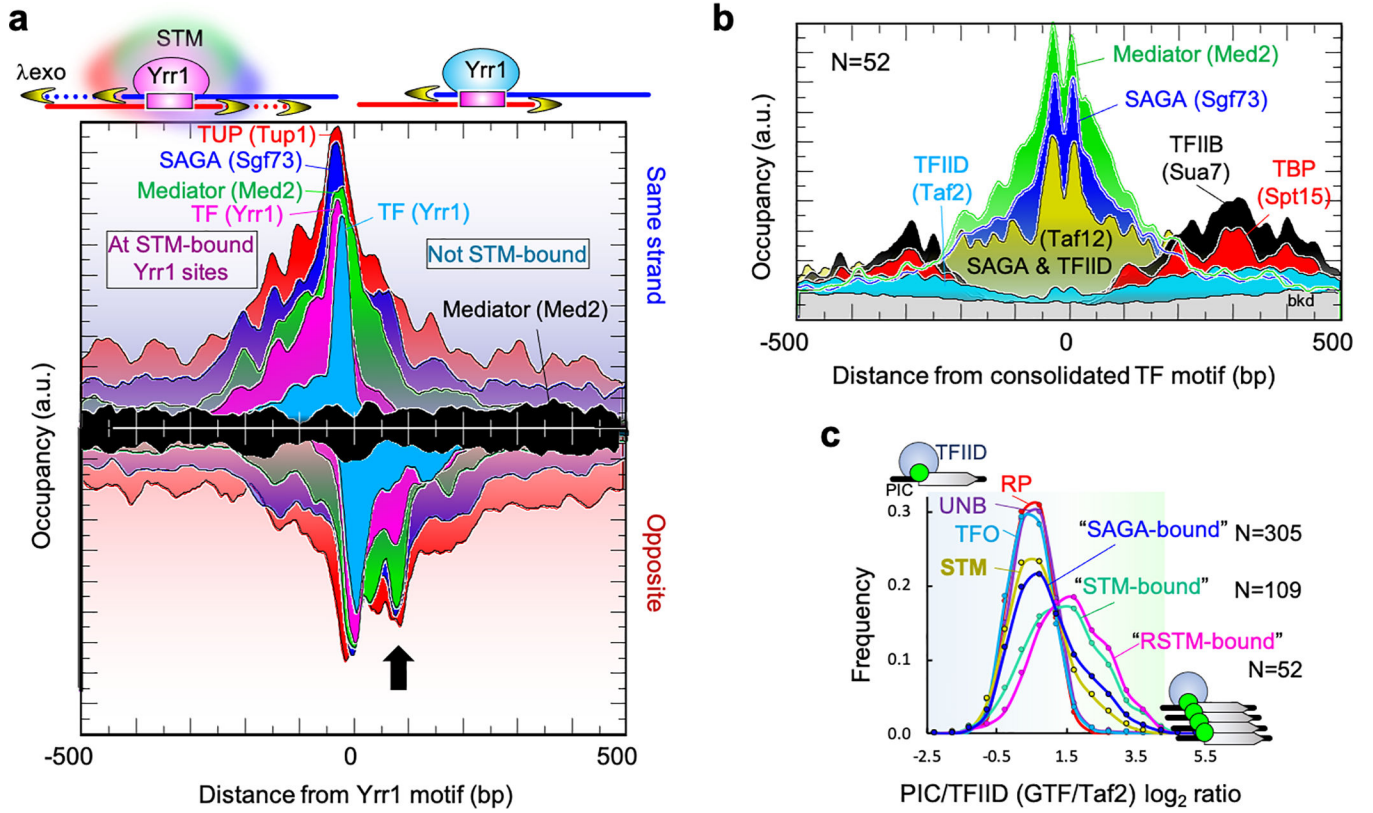 a
STM
λexo
Yrr1
Yrr1
TUP (Tup1)
SAGA (Sgf73)
Mediator (Med2)
TF (Yrr1)
TF (Yrr1)
At STM-bound
Yrr1 sites
Not STM-bound
Mediator (Med2)
Same strand
Opposite
Occupancy (a.u.)
-500
0
500
Distance from Yrr1 motif (bp)
b
N=52
Mediator (Med2)
SAGA (Sgf73)
TFIID
(Taf2)
TFIIB
(Sua7)
TBP
(Spt15)
(Taf12)
SAGA & TFIID
bkd
Occupancy (a.u.)
-500
0
500
Distance from consolidated TF motif (bp)
c
TFIID
PIC
RP
UNB
TFO
STM
“SAGA-bound”
N=305
“STM-bound”
N=109
“RSTM-bound”
N=52
Frequency
0.3
0.2
0.1
0.0
-2.5
-0.5
1.5
3.5
5.5
PIC/TFIID (GTF/Taf2) log2 ratio